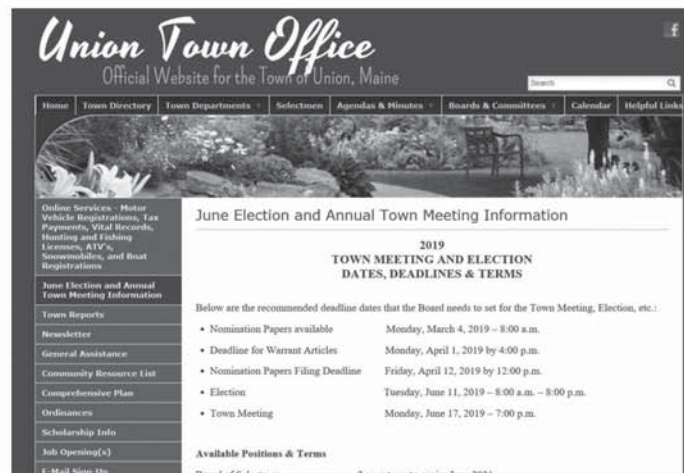 Union Town Office
Official Website for the Town of Union, Maine
Search
Home Town Directory Town Departments Selectmen Agendas & Minutes Boards & Committees Calendar Helpful Links
Online Services - Motor
Vehicle Registrations, Tax
Payments, Vital Records,
Hunting and Fishing
Licenses, ATV's,
Snowmobiles, and Boat
Registrations
June Election and Annual
Town Meeting Information
Town Reports
Newsletter
General Assistance
Community Resource List
Comprehensive Plan
Ordinances
Scholarship Info
Job Opening(s)
E-Mail Sign-Up
June Election and Annual Town Meeting Information
2019
TOWN MEETING AND ELECTION
DATES, DEADLINES & TERMS
Below are the recommended deadline dates that the Board needs to set for the Town Meeting, Election, etc.:
• Nomination Papers available Monday, March 4, 2019 – 8:00 a.m.
• Deadline for Warrant Articles Monday, April 1, 2019 by 4:00 p.m.
• Nomination Papers Filing Deadline Friday, April 12, 2019 by 12:00 p.m.
• Election Tuesday, June 11, 2019 – 8:00 a.m. – 8:00 p.m.
• Town Meeting Monday, June 17, 2019 – 7:00 p.m.
Available Positions & Terms